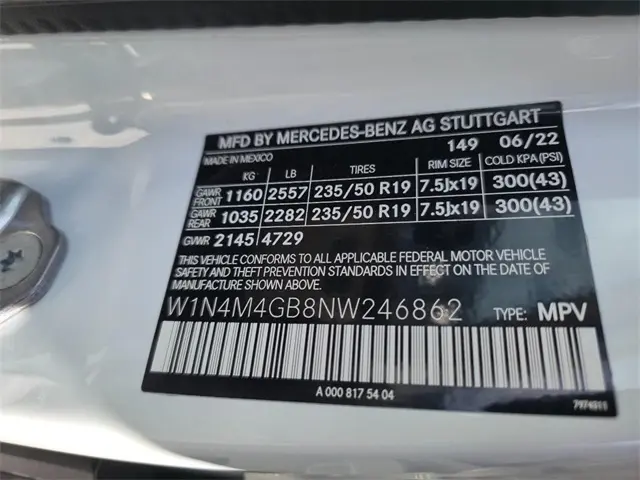 MFD BY MERCEDES-BENZ AG STUTTGART
MADE IN MEXICO 149 06/22
KG LB TIRES RIM SIZE COLD KPA(PSI)
GAWR FRONT 1160 2557 235/50 R19 7.5Jx19 300(43)
GAWR REAR 1035 2282 235/50 R19 7.5Jx19 300(43)
GVWR 2145 4729
THIS VEHICLE CONFORMS TO ALL APPLICABLE FEDERAL MOTOR VEHICLE
SAFETY AND THEFT PREVENTION STANDARDS IN EFFECT ON THE DATE OF
MANUFACTURE SHOWN ABOVE.
W1N4M4GB8NW246862 TYPE: MPV
A 000 817 54 04